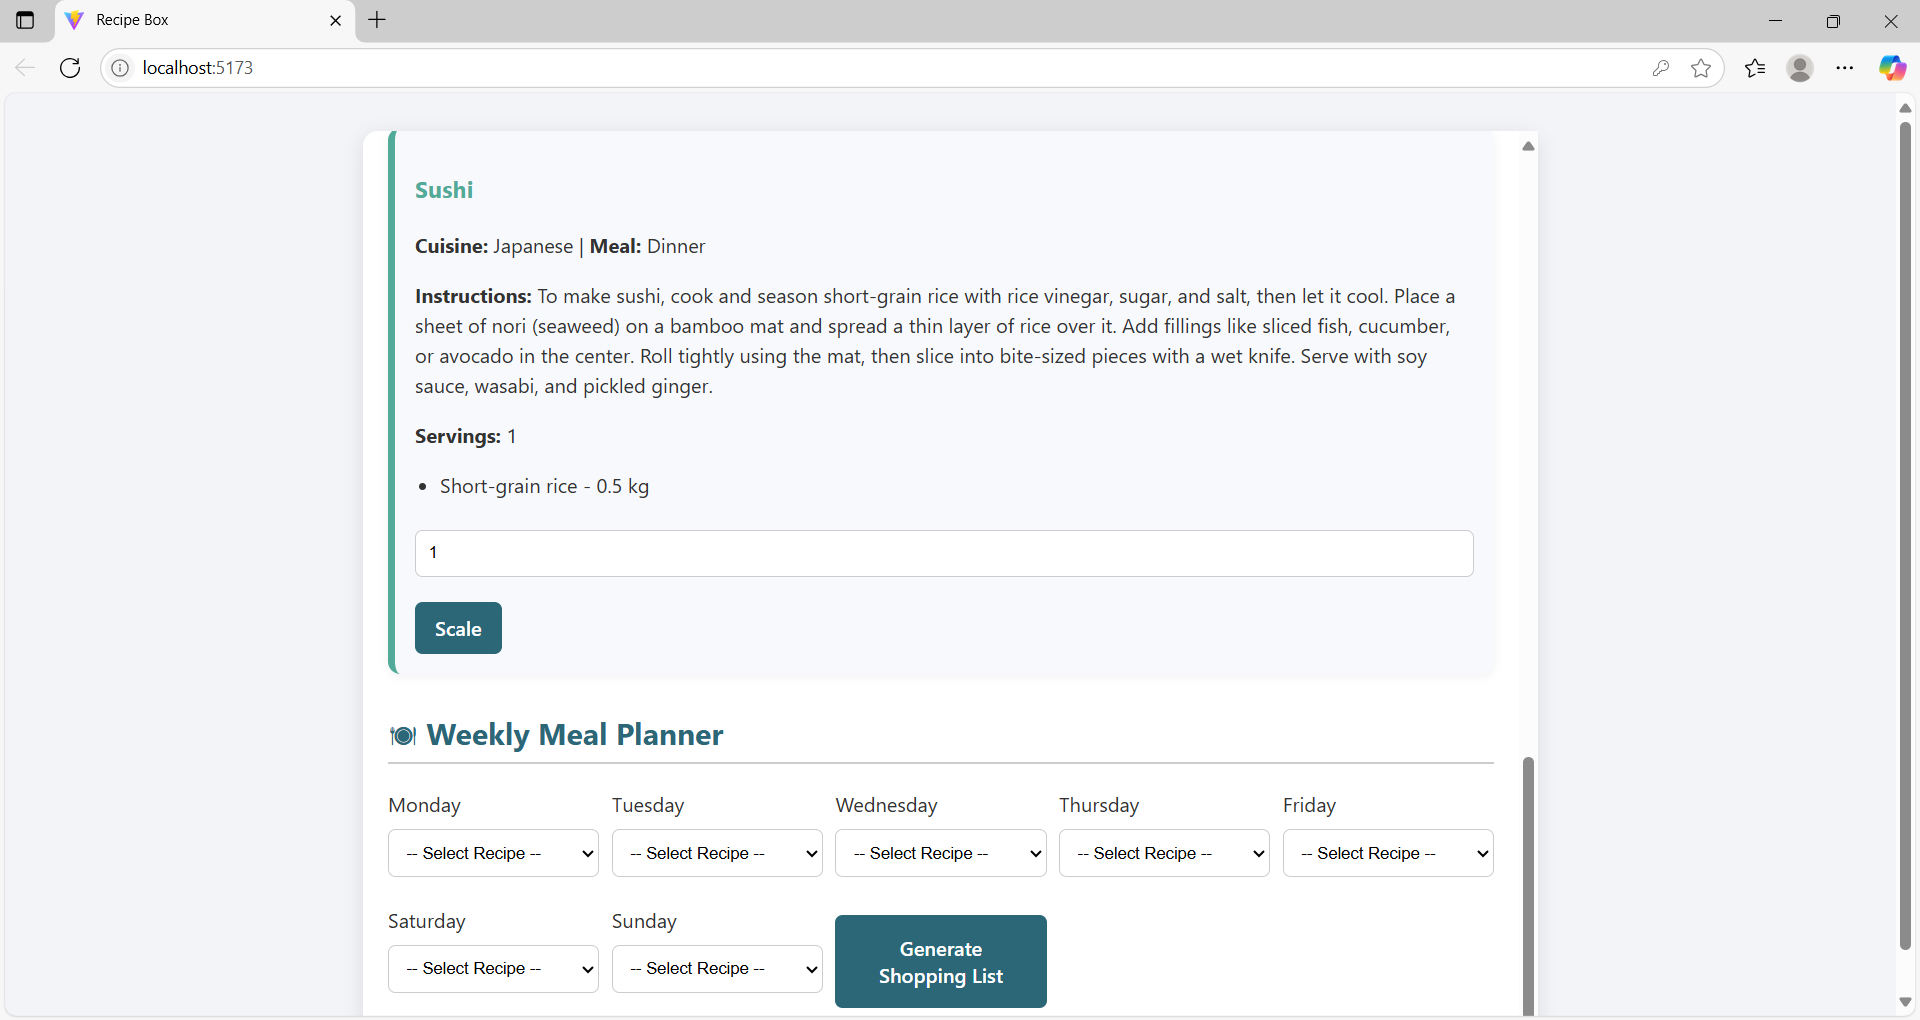 Recipe Box
localhost:5173
Sushi
Cuisine: Japanese | Meal: Dinner
Instructions: To make sushi, cook and season short-grain rice with rice vinegar, sugar, and salt, then let it cool. Place a
sheet of nori (seaweed) on a bamboo mat and spread a thin layer of rice over it. Add fillings like sliced fish, cucumber,
or avocado in the center. Roll tightly using the mat, then slice into bite-sized pieces with a wet knife. Serve with soy
sauce, wasabi, and pickled ginger.
Servings: 1
• Short-grain rice - 0.5 kg
1
Scale
🍽 Weekly Meal Planner
Monday Tuesday Wednesday Thursday Friday
-- Select Recipe -- -- Select Recipe -- -- Select Recipe -- -- Select Recipe -- -- Select Recipe --
Saturday Sunday
-- Select Recipe -- -- Select Recipe --
Generate
Shopping List